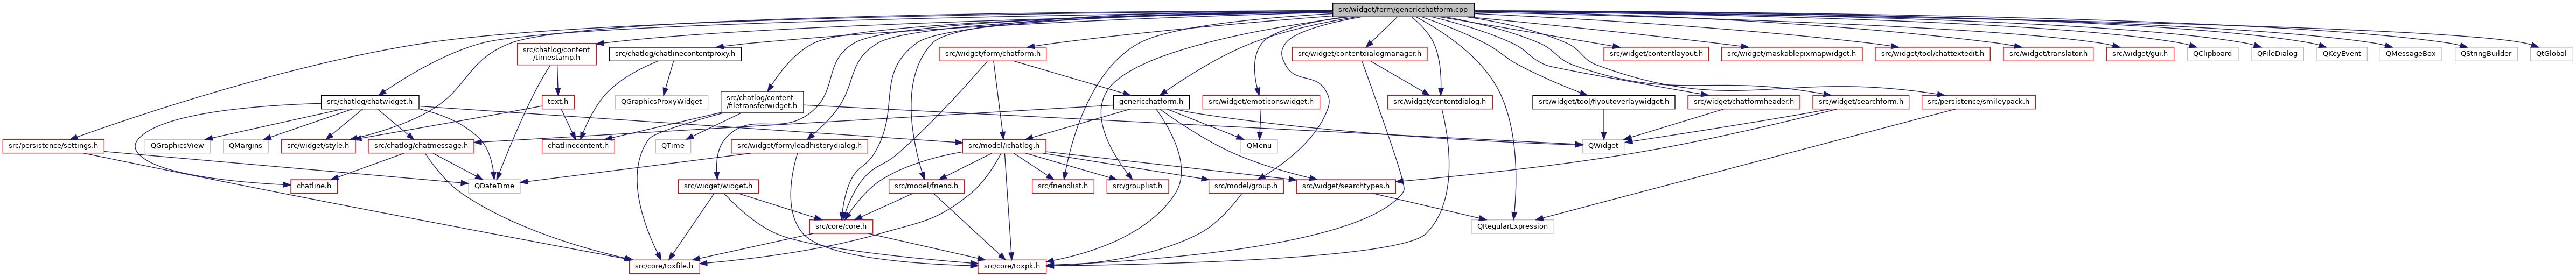 src/widget/form/genericchatform.cpp
src/chatlog/content
/timestamp.h
src/chatlog/chatlinecontentproxy.h
src/widget/form/chatform.h
src/widget/contentdialogmanager.h
src/widget/contentlayout.h
src/widget/maskablepixmapwidget.h
src/widget/tool/chattextedit.h
src/widget/translator.h
src/widget/gui.h
QClipboard
QFileDialog
QKeyEvent
QMessageBox
QStringBuilder
QtGlobal
src/chatlog/chatwidget.h
text.h
QGraphicsProxyWidget
src/chatlog/content
/filetransferwidget.h
genericchatform.h
src/widget/emoticonswidget.h
src/widget/contentdialog.h
src/widget/tool/flyoutoverlaywidget.h
src/widget/chatformheader.h
src/widget/searchform.h
src/persistence/smileypack.h
src/persistence/settings.h
QGraphicsView
QMargins
src/widget/style.h
src/chatlog/chatmessage.h
chatlinecontent.h
QTime
src/widget/form/loadhistorydialog.h
src/model/ichatlog.h
QMenu
QWidget
chatline.h
QDateTime
src/widget/widget.h
src/model/friend.h
src/friendlist.h
src/grouplist.h
src/model/group.h
src/widget/searchtypes.h
src/core/core.h
QRegularExpression
src/core/toxfile.h
src/core/toxpk.h